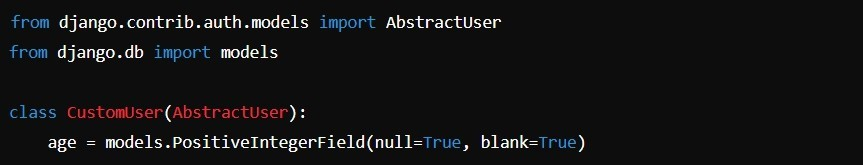 from django.contrib.auth.models import AbstractUser
from django.db import models
class CustomUser(AbstractUser):
    age = models.PositiveIntegerField(null=True, blank=True)